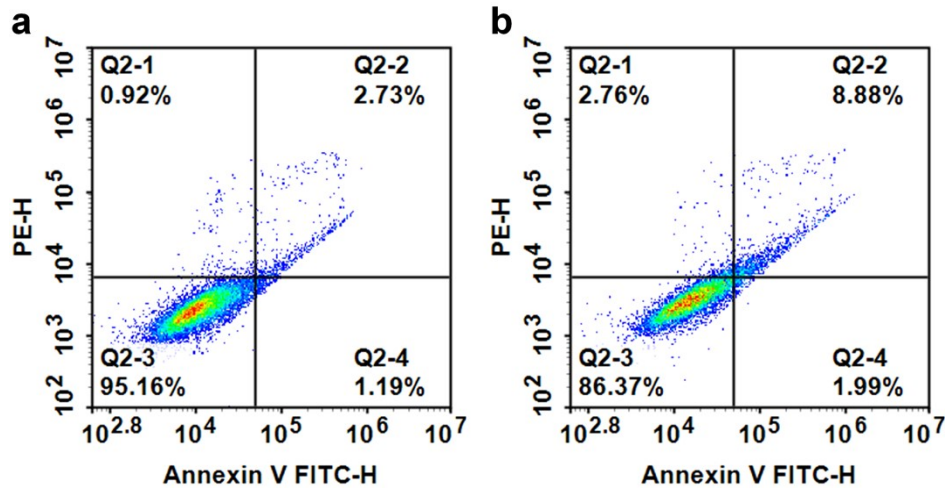 a
PE-H
10^7
10^6
10^5
10^4
10^3
10^2
Q2-1
0.92%
Q2-2
2.73%
Q2-3
95.16%
Q2-4
1.19%
10^2.8
10^4
10^5
10^6
10^7
Annexin V FITC-H
b
PE-H
10^7
10^6
10^5
10^4
10^3
10^2
Q2-1
2.76%
Q2-2
8.88%
Q2-3
86.37%
Q2-4
1.99%
10^2.8
10^4
10^5
10^6
10^7
Annexin V FITC-H